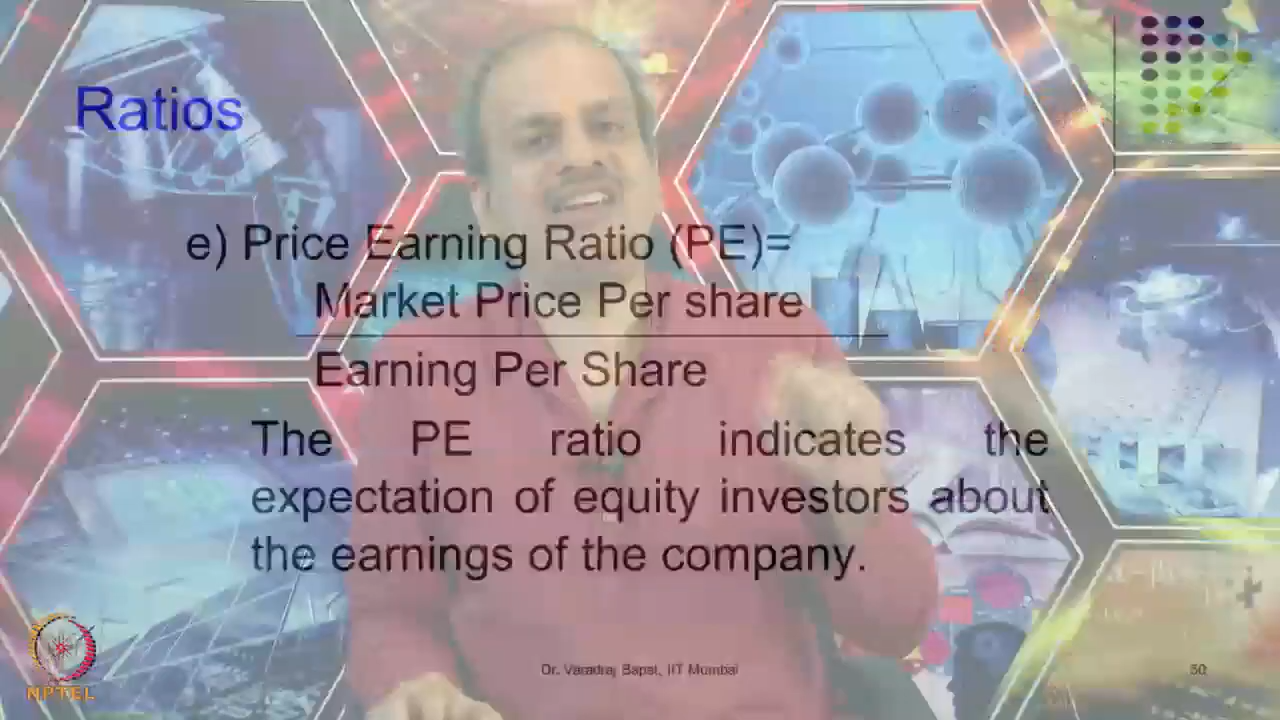 Ratios
e) Price Earning Ratio (PE)=
Market Price Per share
Earning Per Share
The PE ratio indicates the
expectation of equity investors about
the earnings of the company.
Dr. Varadraj Bapat, IIT Mumbai
50
NPTEL